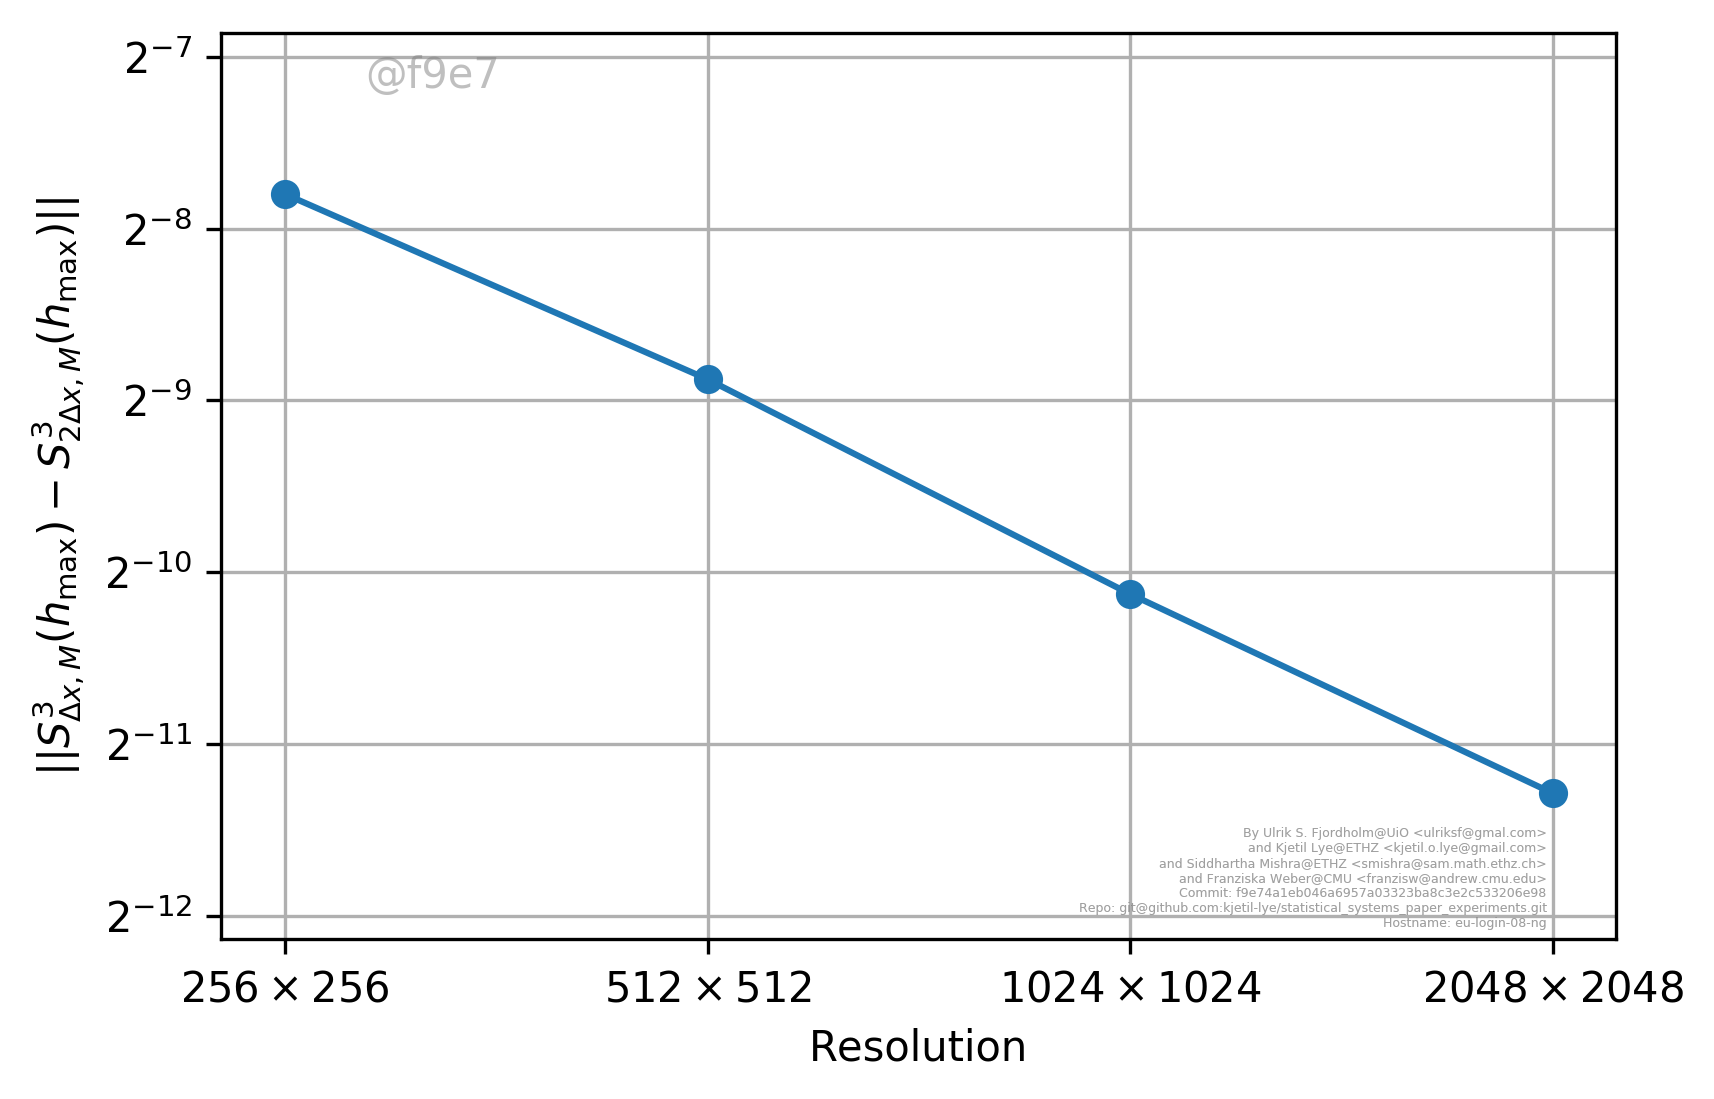 @f9e7
2⁻⁷
2⁻⁸
2⁻⁹
2⁻¹⁰
2⁻¹¹
2⁻¹²
||S³_{Δx, M}(h_max) − S³_{2Δx, M}(h_max)||
By Ulrik S. Fjordholm@UiO <ulriksf@gmal.com>
and Kjetil Lye@ETHZ <kjetil.o.lye@gmail.com>
and Siddhartha Mishra@ETHZ <smishra@sam.math.ethz.ch>
and Franziska Weber@CMU <franzisw@andrew.cmu.edu>
Commit: f9e74a1eb046a6957a03323ba8c3e2c533206e98
Repo: git@github.com:kjetil-lye/statistical_systems_paper_experiments.git
Hostname: eu-login-08-ng
256 × 256 512 × 512 1024 × 1024 2048 × 2048
Resolution